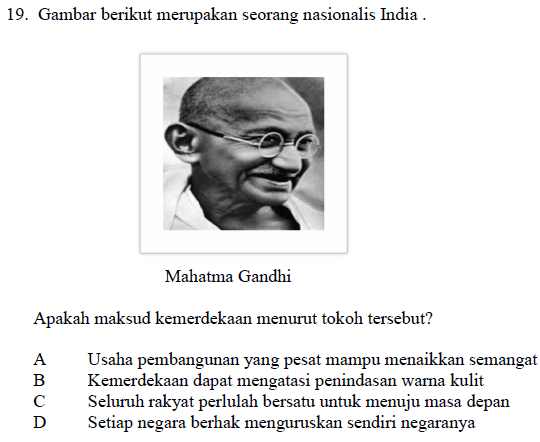 19. Gambar berikut merupakan seorang nasionalis India .
Mahatma Gandhi
Apakah maksud kemerdekaan menurut tokoh tersebut?
A Usaha pembangunan yang pesat mampu menaikkan semangat
B Kemerdekaan dapat mengatasi penindasan warna kulit
C Seluruh rakyat perlulah bersatu untuk menuju masa depan
D Setiap negara berhak menguruskan sendiri negaranya